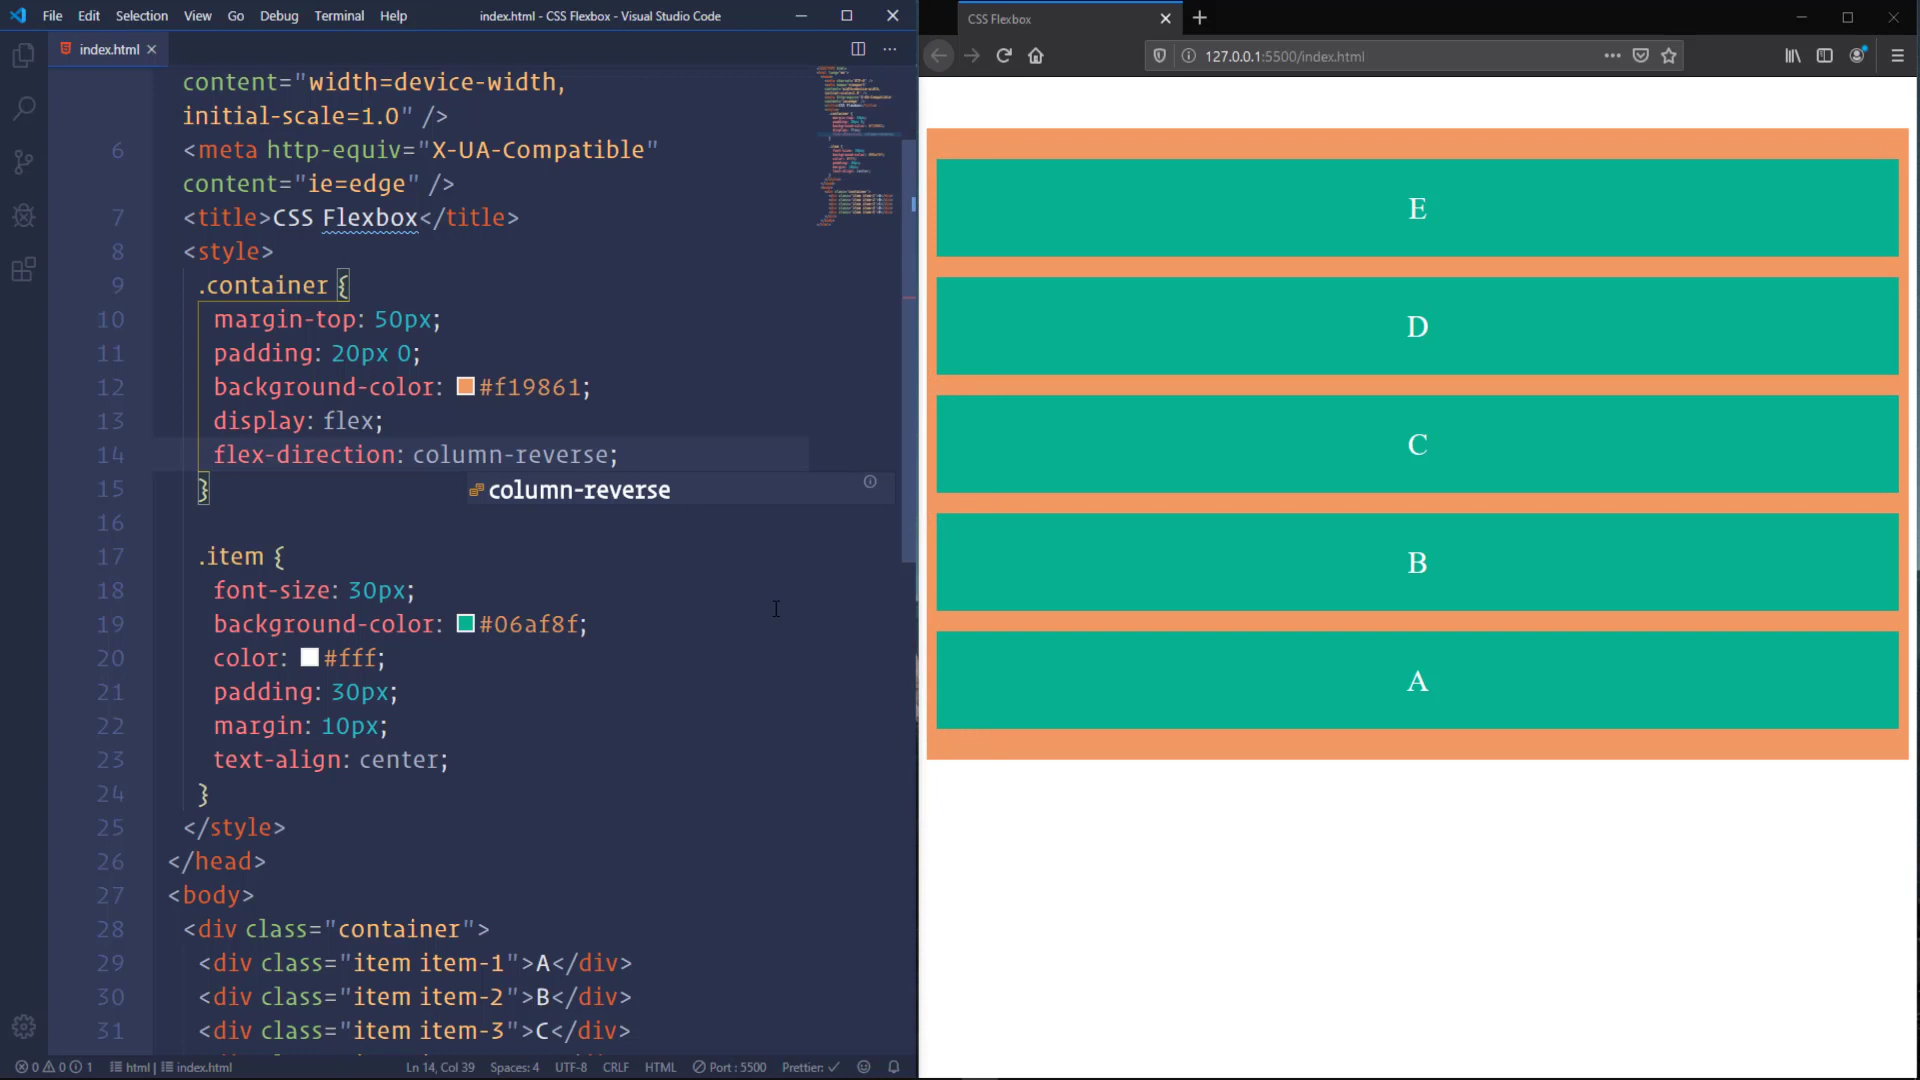 File Edit Selection View Go Debug Terminal Help
index.html - CSS Flexbox - Visual Studio Code
index.html
content="width=device-width,
initial-scale=1.0" />
6 <meta http-equiv="X-UA-Compatible"
content="ie=edge" />
7 <title>CSS Flexbox</title>
8 <style>
9 .container {
10 margin-top: 50px;
11 padding: 20px 0;
12 background-color: #f19861;
13 display: flex;
14 flex-direction: column-reverse;
15 }
column-reverse
16
17 .item {
18 font-size: 30px;
19 background-color: #06af8f;
20 color: #fff;
21 padding: 30px;
22 margin: 10px;
23 text-align: center;
24 }
25 </style>
26 </head>
27 <body>
28 <div class="container">
29 <div class="item item-1">A</div>
30 <div class="item item-2">B</div>
31 <div class="item item-3">C</div>
0 0 1 html | index.html Ln 14, Col 39 Spaces: 4 UTF-8 CRLF HTML Port : 5500 Prettier: ✓
CSS Flexbox
127.0.0.1:5500/index.html
E
D
C
B
A